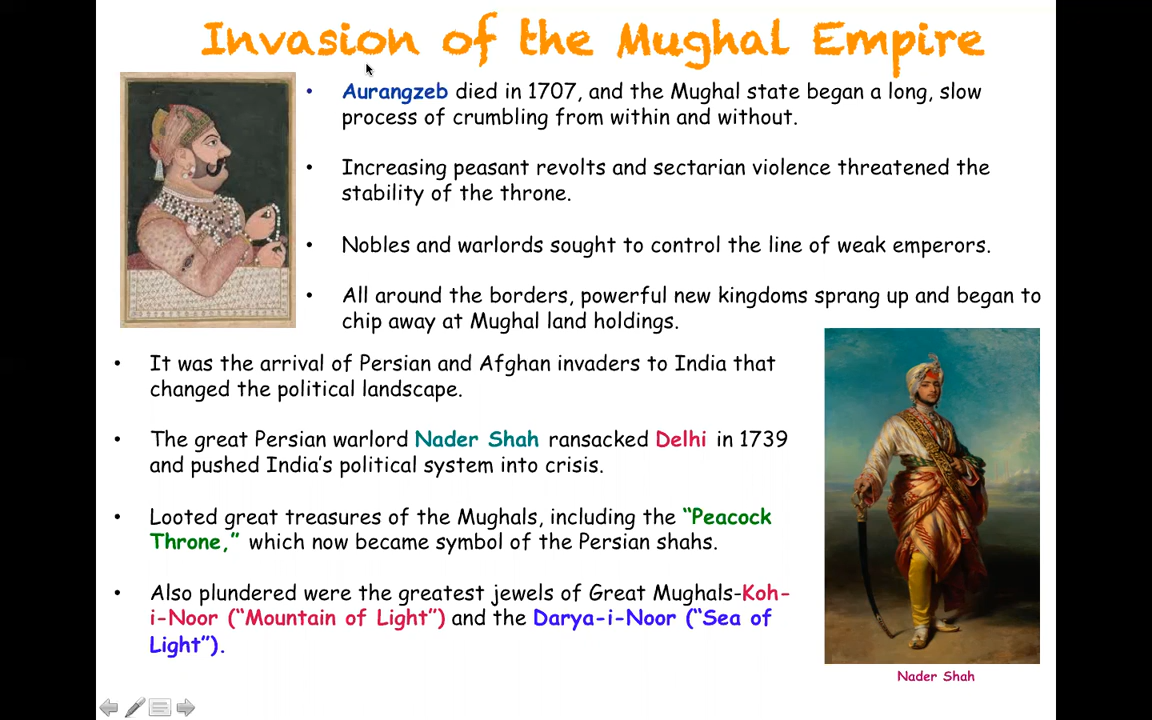 Invasion of the Mughal Empire
• Aurangzeb died in 1707, and the Mughal state began a long, slow
process of crumbling from within and without.
• Increasing peasant revolts and sectarian violence threatened the
stability of the throne.
• Nobles and warlords sought to control the line of weak emperors.
• All around the borders, powerful new kingdoms sprang up and began to
chip away at Mughal land holdings.
• It was the arrival of Persian and Afghan invaders to India that
changed the political landscape.
• The great Persian warlord Nader Shah ransacked Delhi in 1739
and pushed India's political system into crisis.
• Looted great treasures of the Mughals, including the “Peacock
Throne,” which now became symbol of the Persian shahs.
• Also plundered were the greatest jewels of Great Mughals-Koh-
i-Noor (“Mountain of Light”) and the Darya-i-Noor (“Sea of
Light”).
Nader Shah